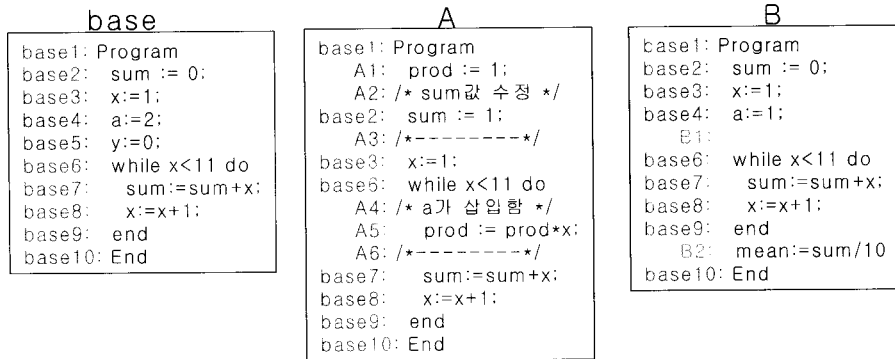 base
base1: Program
base2: sum := 0;
base3: x:=1;
base4: a:=2;
base5: y:=0;
base6: while x<11 do
base7: sum:=sum+x;
base8: x:=x+1;
base9: end
base10: End
A
base1: Program
A1: prod := 1;
A2: /* sum값 수정 */
base2: sum := 1;
A3: /*--------*/
base3: x:=1;
base6: while x<11 do
A4: /* a가 삽입함 */
A5: prod := prod*x;
A6: /*--------*/
base7: sum:=sum+x;
base8: x:=x+1;
base9: end
base10: End
B
base1: Program
base2: sum := 0;
base3: x:=1;
base4: a:=1;
B1:
base6: while x<11 do
base7: sum:=sum+x;
base8: x:=x+1;
base9: end
B2: mean:=sum/10
base10: End